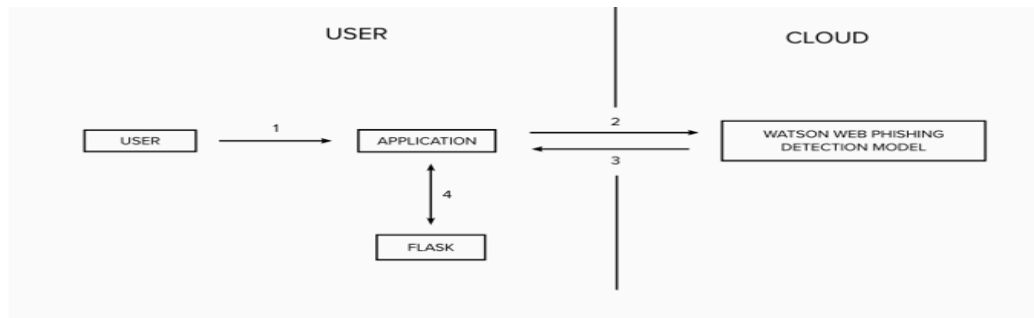 USER
CLOUD
1
2
USER
APPLICATION
WATSON WEB PHISHING
DETECTION MODEL
3
4
FLASK